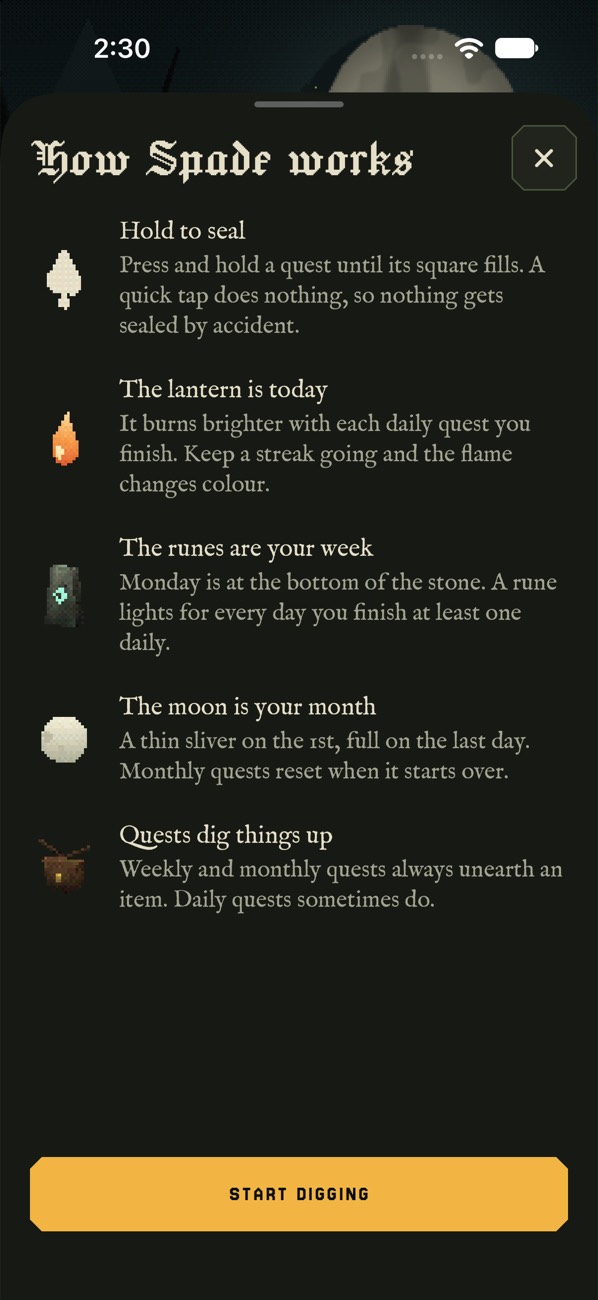 2:30
How Spade works
Hold to seal
Press and hold a quest until its square fills. A
quick tap does nothing, so nothing gets
sealed by accident.
The lantern is today
It burns brighter with each daily quest you
finish. Keep a streak going and the flame
changes colour.
The runes are your week
Monday is at the bottom of the stone. A rune
lights for every day you finish at least one
daily.
The moon is your month
A thin sliver on the 1st, full on the last day.
Monthly quests reset when it starts over.
Quests dig things up
Weekly and monthly quests always unearth an
item. Daily quests sometimes do.
START DIGGING